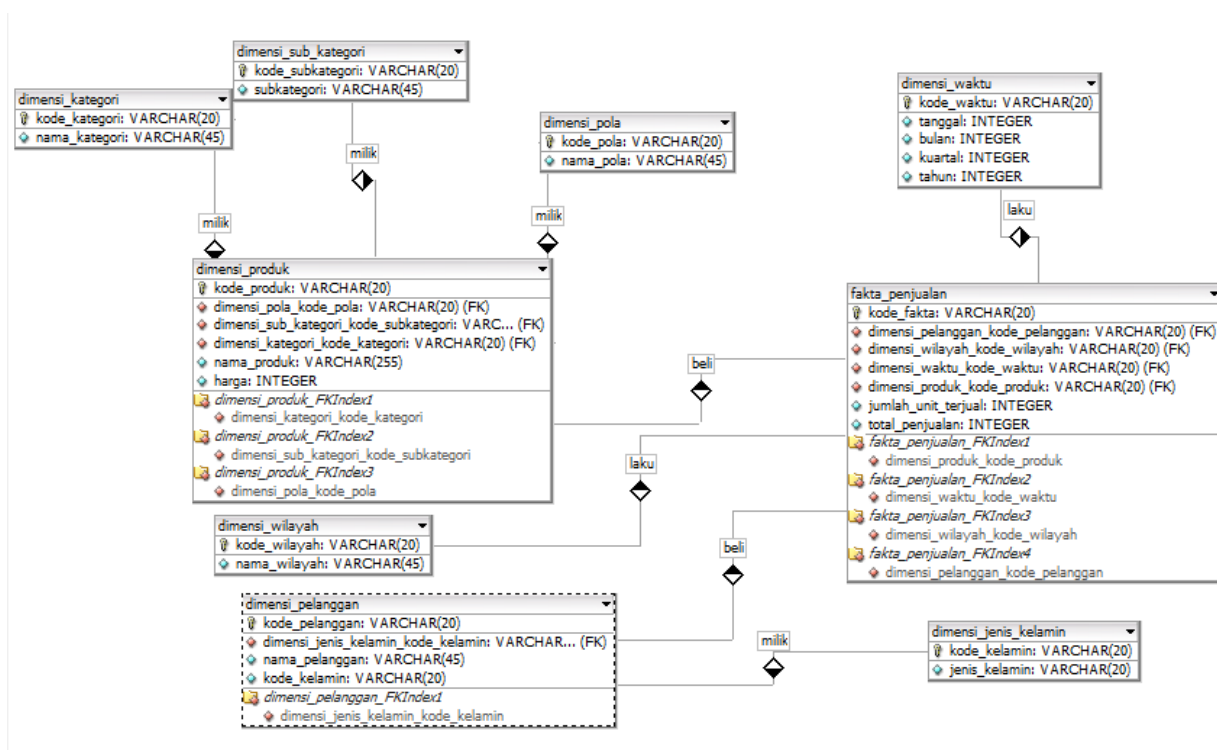 dimensi_sub_kategori
kode_subkategori: VARCHAR(20)
subkategori: VARCHAR(45)
dimensi_kategori
kode_kategori: VARCHAR(20)
nama_kategori: VARCHAR(45)
dimensi_pola
kode_pola: VARCHAR(20)
nama_pola: VARCHAR(45)
dimensi_waktu
kode_waktu: VARCHAR(20)
tanggal: INTEGER
bulan: INTEGER
kuartal: INTEGER
tahun: INTEGER
milik
milik
milik
laku
dimensi_produk
kode_produk: VARCHAR(20)
dimensi_pola_kode_pola: VARCHAR(20) (FK)
dimensi_sub_kategori_kode_subkategori: VARC... (FK)
dimensi_kategori_kode_kategori: VARCHAR(20) (FK)
nama_produk: VARCHAR(255)
harga: INTEGER
dimensi_produk_FKIndex1
dimensi_kategori_kode_kategori
dimensi_produk_FKIndex2
dimensi_sub_kategori_kode_subkategori
dimensi_produk_FKIndex3
dimensi_pola_kode_pola
fakta_penjualan
kode_fakta: VARCHAR(20)
dimensi_pelanggan_kode_pelanggan: VARCHAR(20) (FK)
dimensi_wilayah_kode_wilayah: VARCHAR(20) (FK)
dimensi_waktu_kode_waktu: VARCHAR(20) (FK)
dimensi_produk_kode_produk: VARCHAR(20) (FK)
jumlah_unit_terjual: INTEGER
total_penjualan: INTEGER
fakta_penjualan_FKIndex1
dimensi_produk_kode_produk
fakta_penjualan_FKIndex2
dimensi_waktu_kode_waktu
fakta_penjualan_FKIndex3
dimensi_wilayah_kode_wilayah
fakta_penjualan_FKIndex4
dimensi_pelanggan_kode_pelanggan
beli
laku
beli
milik
dimensi_wilayah
kode_wilayah: VARCHAR(20)
nama_wilayah: VARCHAR(45)
dimensi_pelanggan
kode_pelanggan: VARCHAR(20)
dimensi_jenis_kelamin_kode_kelamin: VARCHAR... (FK)
nama_pelanggan: VARCHAR(45)
kode_kelamin: VARCHAR(20)
dimensi_pelanggan_FKIndex1
dimensi_jenis_kelamin_kode_kelamin
dimensi_jenis_kelamin
kode_kelamin: VARCHAR(20)
jenis_kelamin: VARCHAR(20)